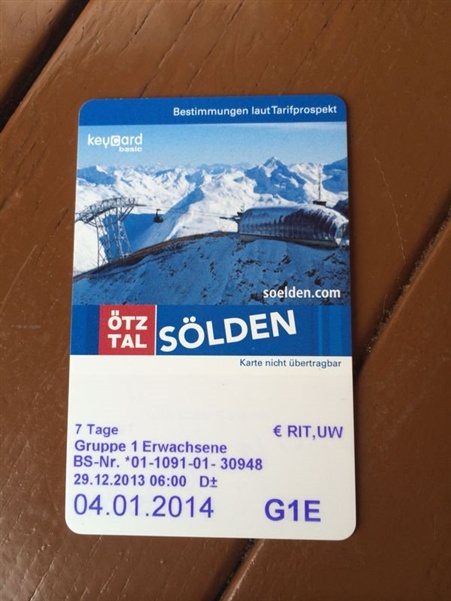 Bestimmungen laut Tarifprospekt
keycard
basic
soelden.com
ÖTZ
TAL
SÖLDEN
Karte nicht übertragbar
7 Tage € RIT,UW
Gruppe 1 Erwachsene
BS-Nr. *01-1091-01- 30948
29.12.2013 06:00 D±
04.01.2014 G1E